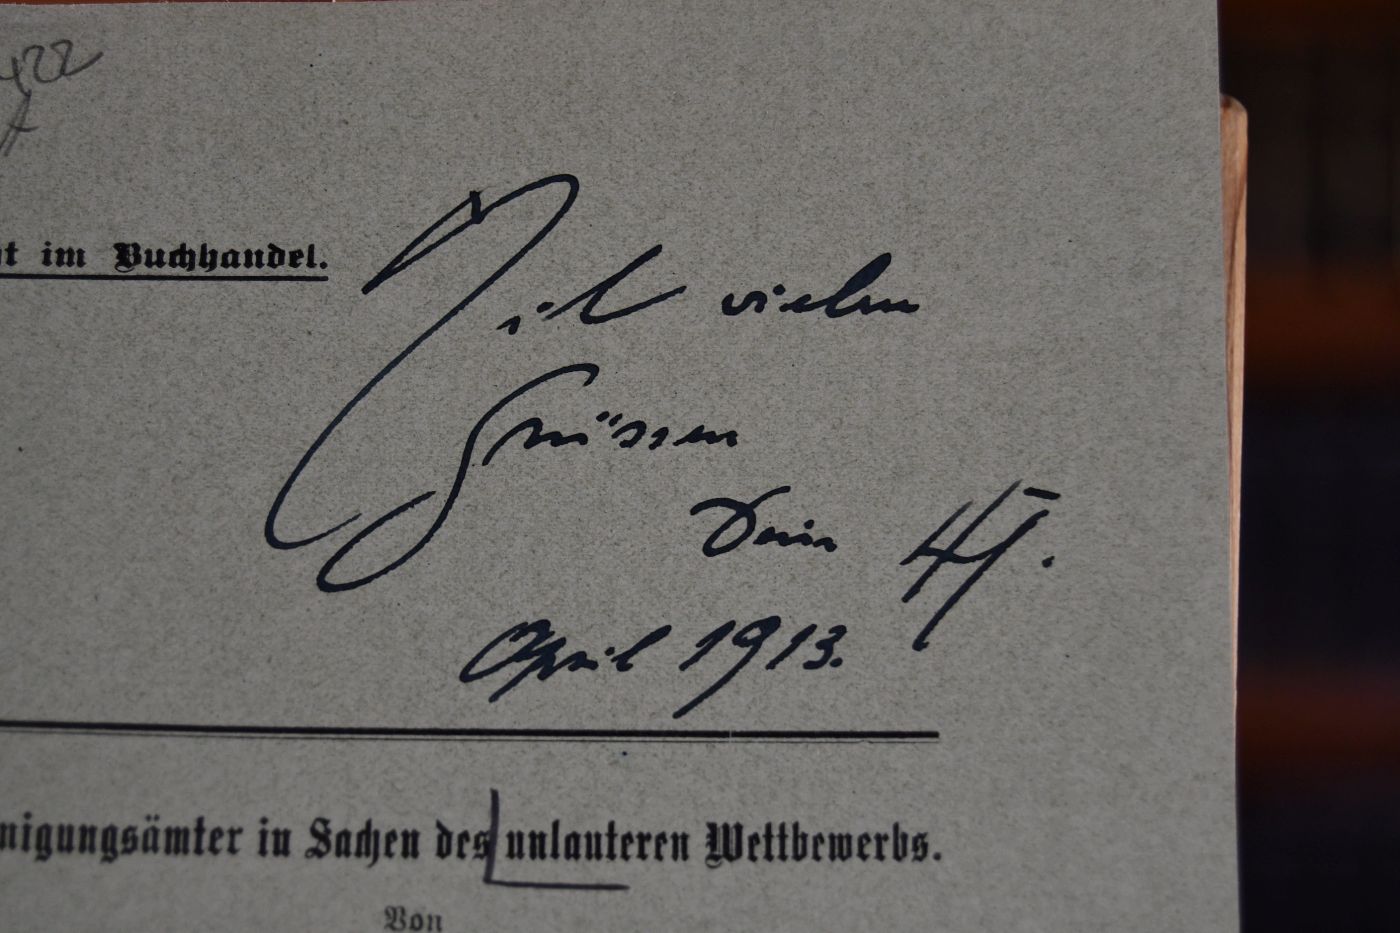 422
A
im Buchhandel.
Mit vielen
Grüssen
Dein HJ.
April 1913.
nigungsämter in Sachen des unlauteren Wettbewerbs.
Von